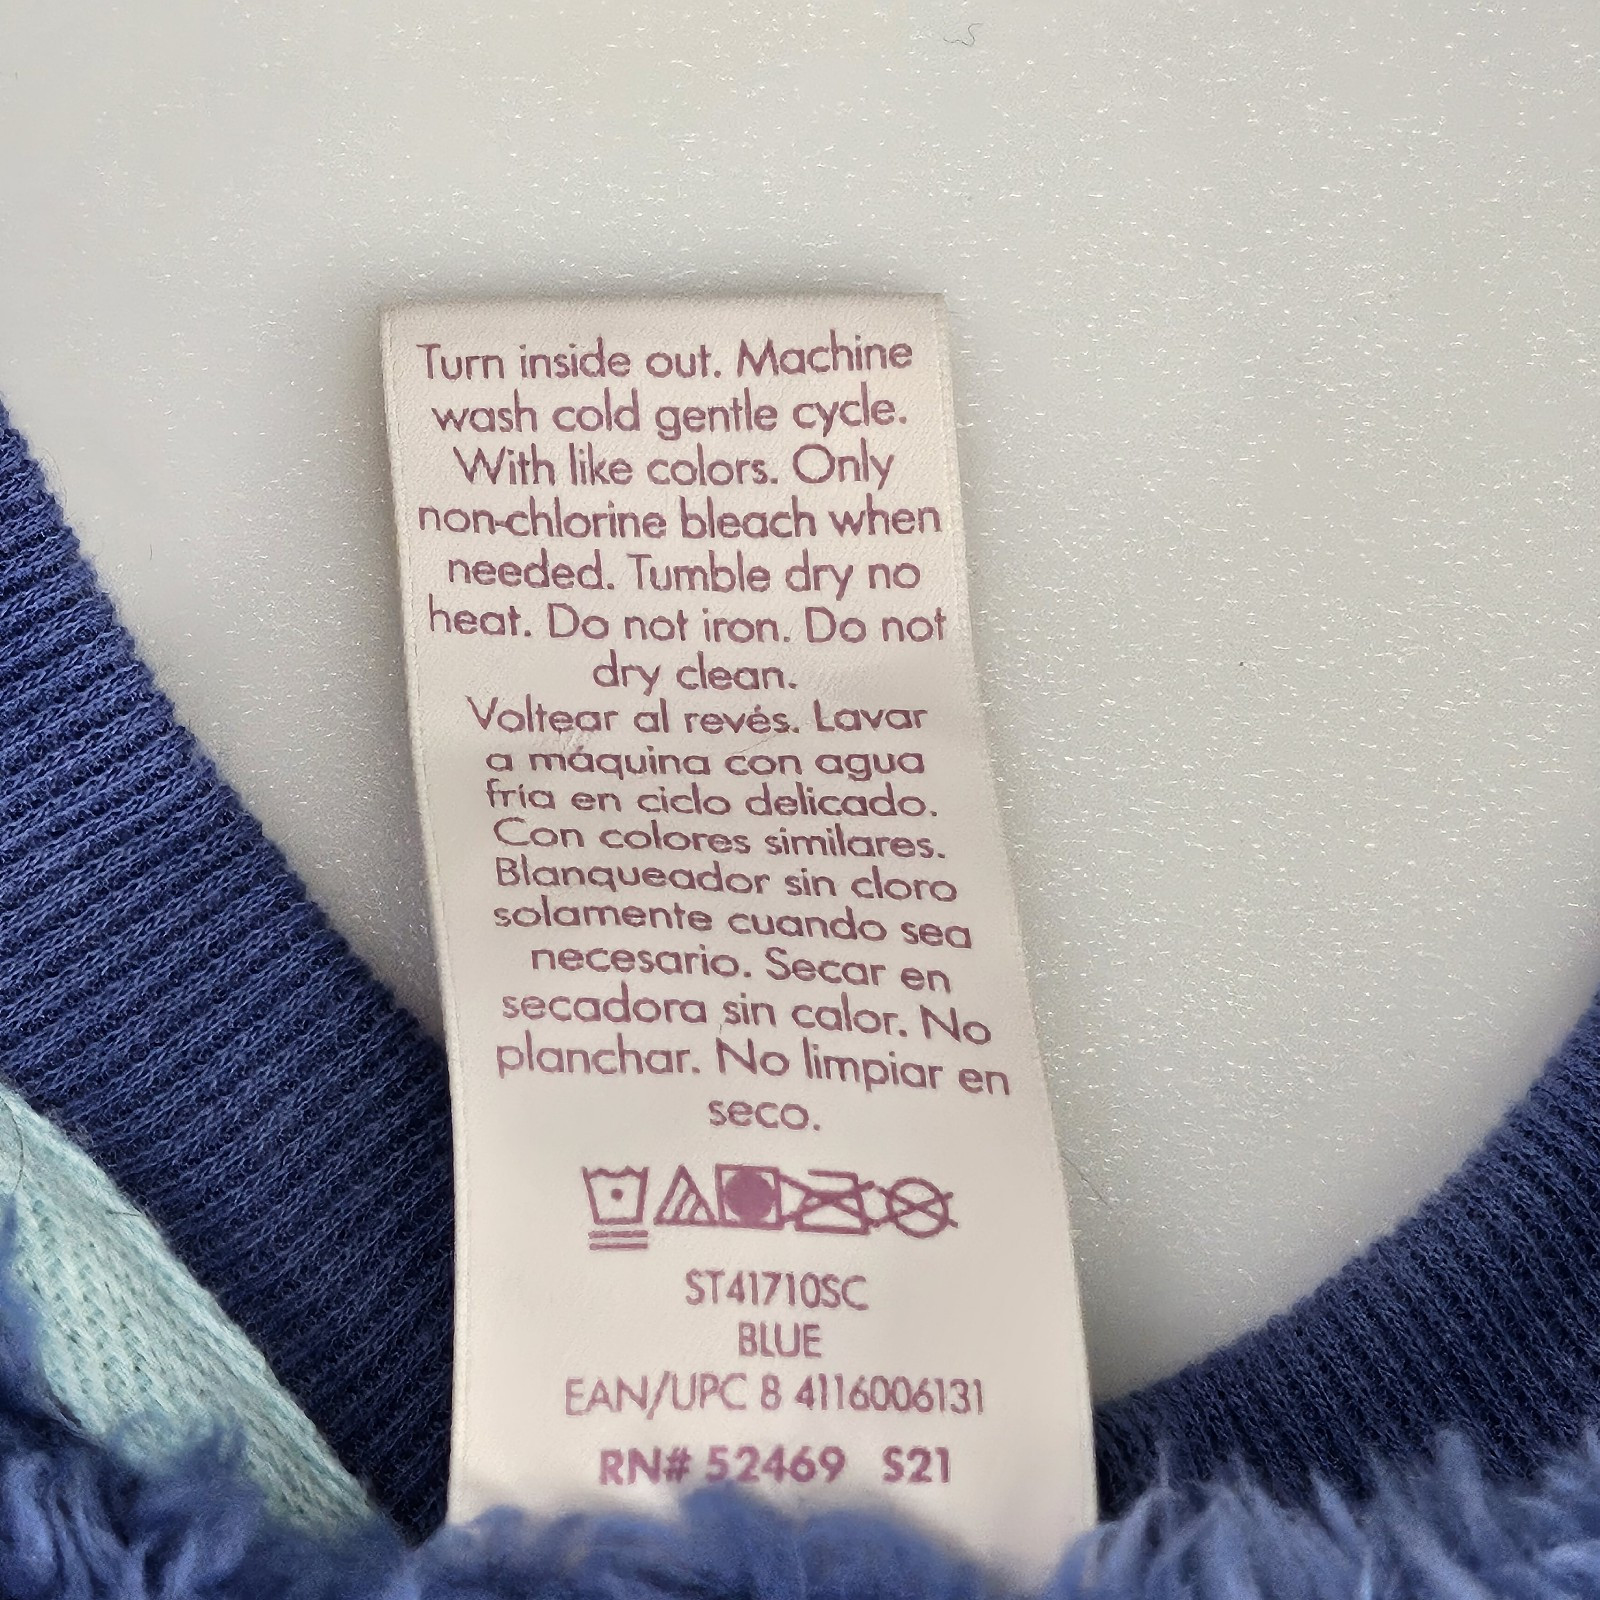 Turn inside out. Machine
wash cold gentle cycle.
With like colors. Only
non-chlorine bleach when
needed. Tumble dry no
heat. Do not iron. Do not
dry clean.
Voltear al revés. Lavar
a máquina con agua
fría en ciclo delicado.
Con colores similares.
Blanqueador sin cloro
solamente cuando sea
necesario. Secar en
secadora sin calor. No
planchar. No limpiar en
seco.
ST41710SC
BLUE
EAN/UPC 8 4116006131
RN# 52469 S21